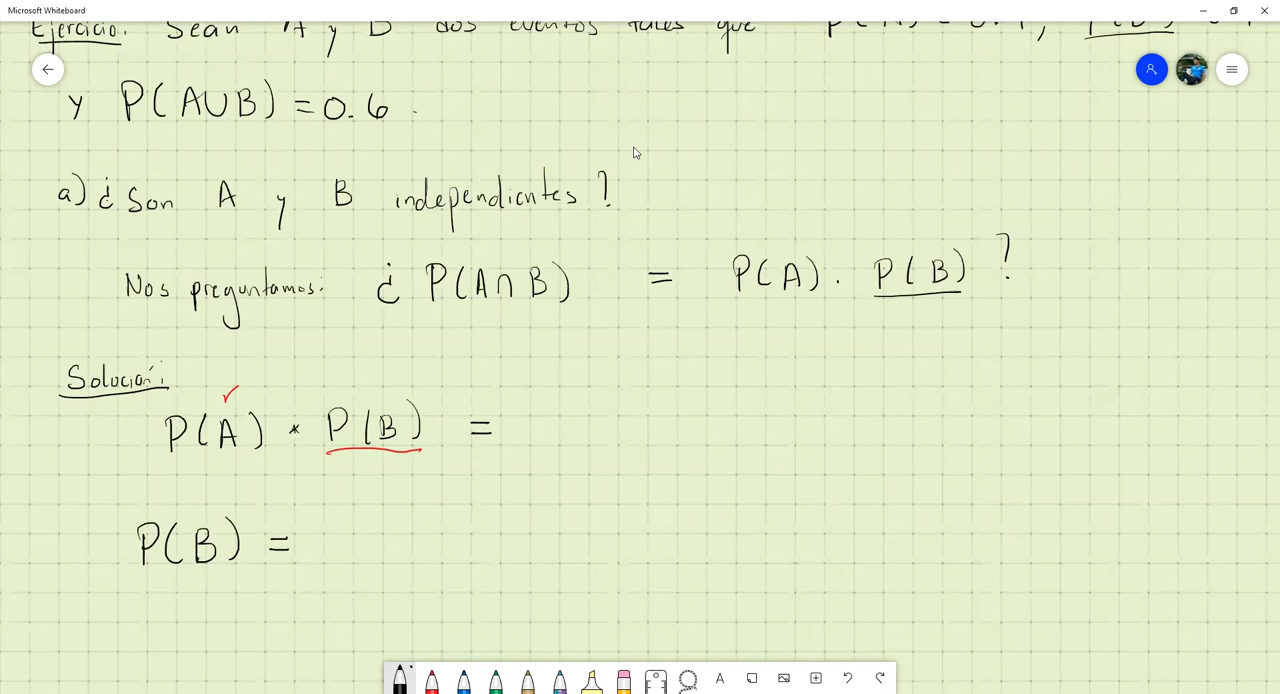 Microsoft Whiteboard
Ejercicio. Sean A y B dos eventos tales que
y P(A∪B) = 0.6.
a) ¿Son A y B independientes?
Nos preguntamos: ¿P(A∩B) = P(A) · P(B)?
Solución:
P(A) * P(B) =
P(B) =
A